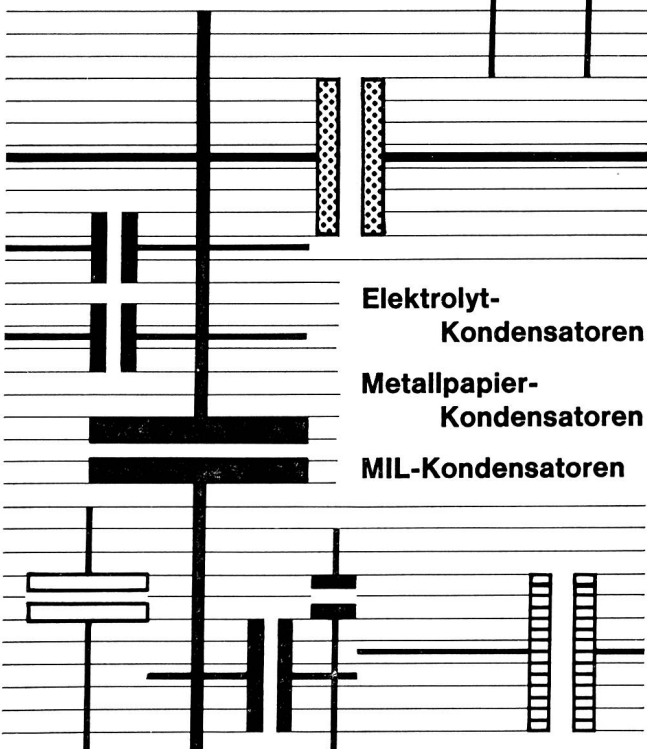 Elektrolyt-
Kondensatoren
Metallpapier-
Kondensatoren
MIL-Kondensatoren